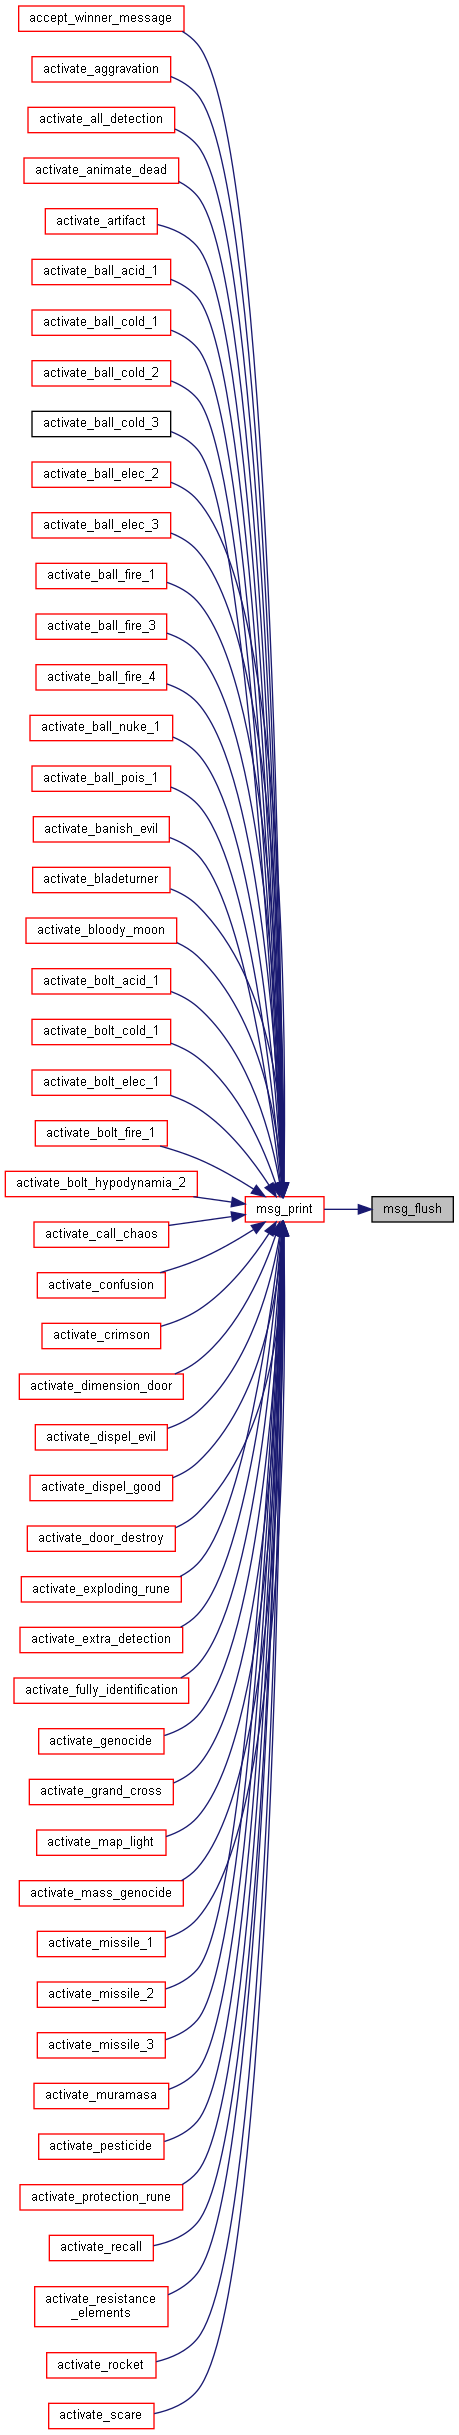 accept_winner_message
activate_aggravation
activate_all_detection
activate_animate_dead
activate_artifact
activate_ball_acid_1
activate_ball_cold_1
activate_ball_cold_2
activate_ball_cold_3
activate_ball_elec_2
activate_ball_elec_3
activate_ball_fire_1
activate_ball_fire_3
activate_ball_fire_4
activate_ball_nuke_1
activate_ball_pois_1
activate_banish_evil
activate_bladeturner
activate_bloody_moon
activate_bolt_acid_1
activate_bolt_cold_1
activate_bolt_elec_1
activate_bolt_fire_1
activate_bolt_hypodynamia_2
msg_print
msg_flush
activate_call_chaos
activate_confusion
activate_crimson
activate_dimension_door
activate_dispel_evil
activate_dispel_good
activate_door_destroy
activate_exploding_rune
activate_extra_detection
activate_fully_identification
activate_genocide
activate_grand_cross
activate_map_light
activate_mass_genocide
activate_missile_1
activate_missile_2
activate_missile_3
activate_muramasa
activate_pesticide
activate_protection_rune
activate_recall
activate_resistance
_elements
activate_rocket
activate_scare